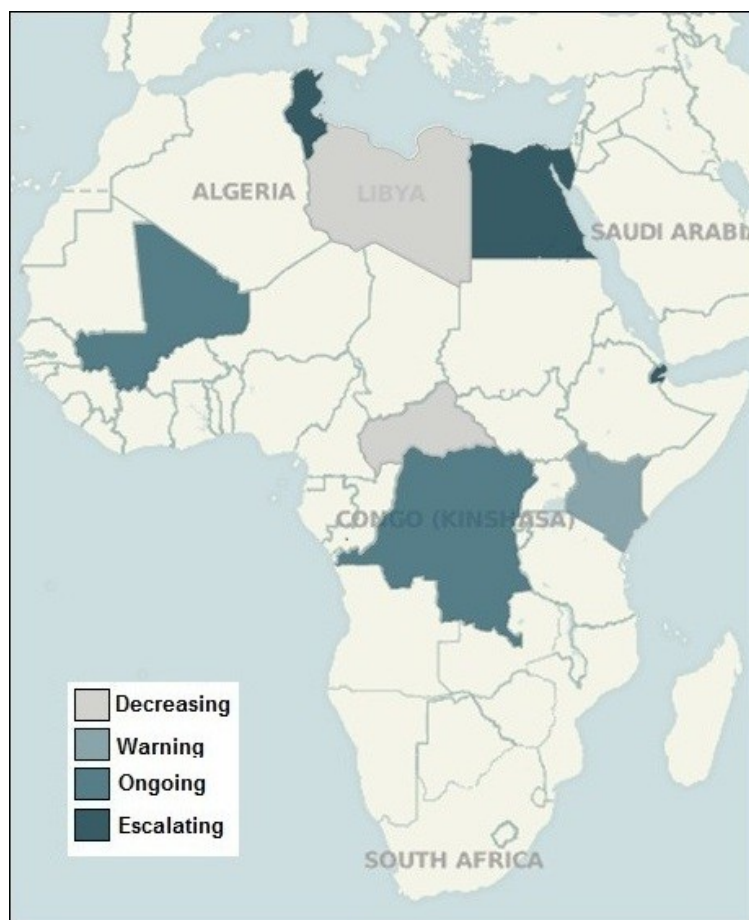 ALGERIA
LIBYA
SAUDI ARABI
CONGO (KINSHASA)
Decreasing
Warning
Ongoing
Escalating
SOUTH AFRICA